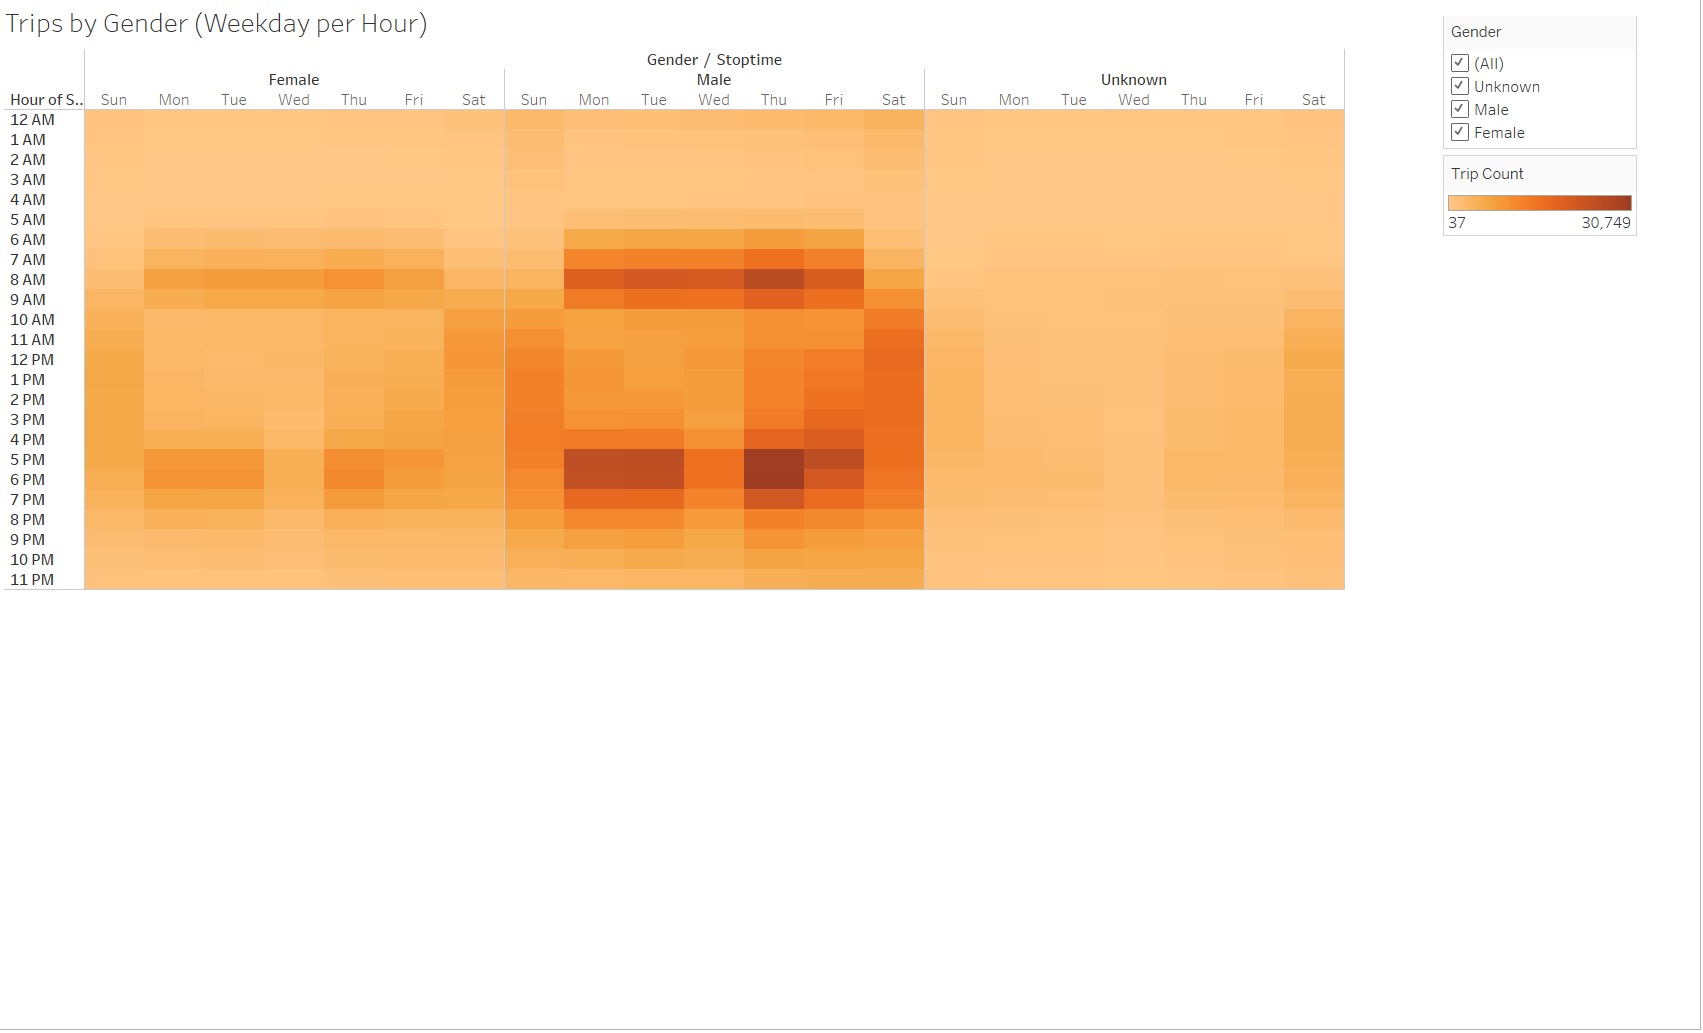 Trips by Gender (Weekday per Hour)
Gender / Stoptime
Female Male Unknown
Hour of S.. Sun Mon Tue Wed Thu Fri Sat Sun Mon Tue Wed Thu Fri Sat Sun Mon Tue Wed Thu Fri Sat
12 AM
1 AM
2 AM
3 AM
4 AM
5 AM
6 AM
7 AM
8 AM
9 AM
10 AM
11 AM
12 PM
1 PM
2 PM
3 PM
4 PM
5 PM
6 PM
7 PM
8 PM
9 PM
10 PM
11 PM
Gender
(All)
Unknown
Male
Female
Trip Count
37 30,749